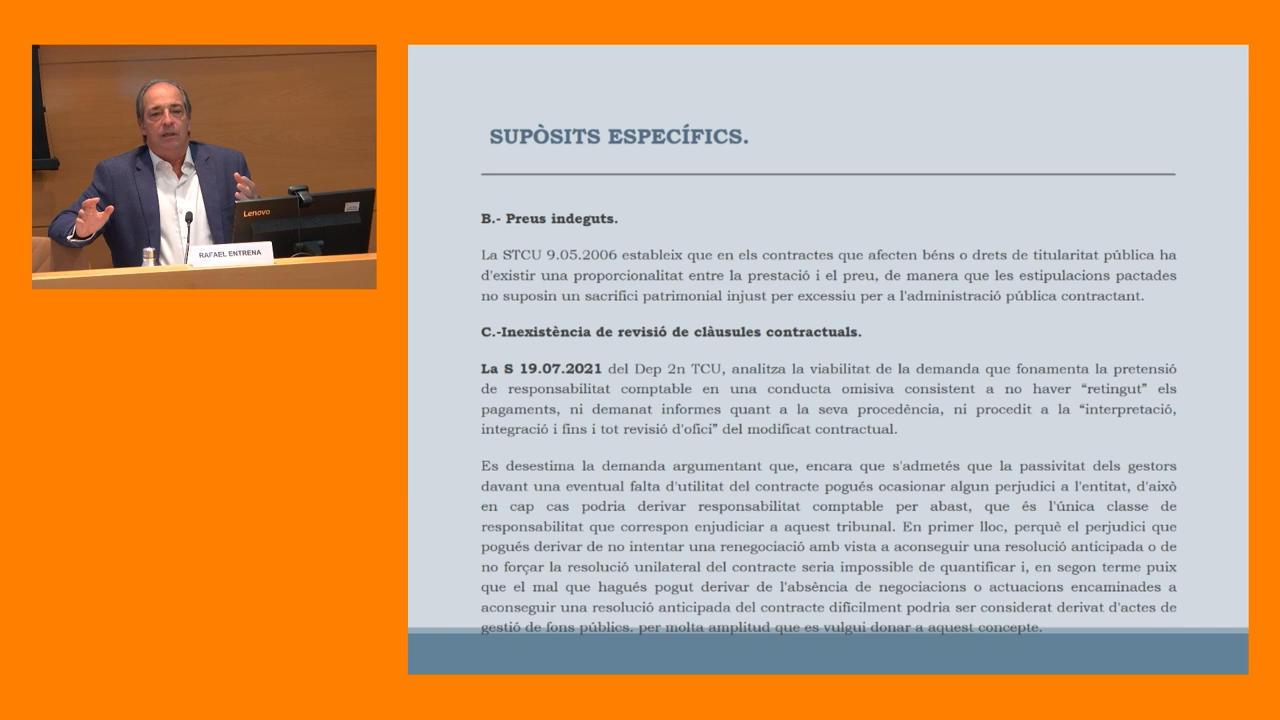 Lenovo
RAFAEL ENTRENA
SUPÒSITS ESPECÍFICS.
B.- Preus indeguts.
La STCU 9.05.2006 estableix que en els contractes que afecten béns o drets de titularitat pública ha
d'existir una proporcionalitat entre la prestació i el preu, de manera que les estipulacions pactades
no suposin un sacrifici patrimonial injust per excessiu per a l'administració pública contractant.
C.-Inexistència de revisió de clàusules contractuals.
La S 19.07.2021 del Dep 2n TCU, analitza la viabilitat de la demanda que fonamenta la pretensió
de responsabilitat comptable en una conducta omisiva consistent a no haver “retingut” els
pagaments, ni demanat informes quant a la seva procedència, ni procedit a la “interpretació,
integració i fins i tot revisió d'ofici” del modificat contractual.
Es desestima la demanda argumentant que, encara que s'admetés que la passivitat dels gestors
davant una eventual falta d'utilitat del contracte pogués ocasionar algun perjudici a l'entitat, d'això
en cap cas podria derivar responsabilitat comptable per abast, que és l'única classe de
responsabilitat que correspon enjudiciar a aquest tribunal. En primer lloc, perquè el perjudici que
pogués derivar de no intentar una renegociació amb vista a aconseguir una resolució anticipada o de
no forçar la resolució unilateral del contracte seria impossible de quantificar i, en segon terme puix
que el mal que hagués pogut derivar de l'absència de negociacions o actuacions encaminades a
aconseguir una resolució anticipada del contracte dificilment podria ser considerat derivat d'actes de
gestió de fons públics. per molta amplitud que es vulgui donar a aquest concepte.